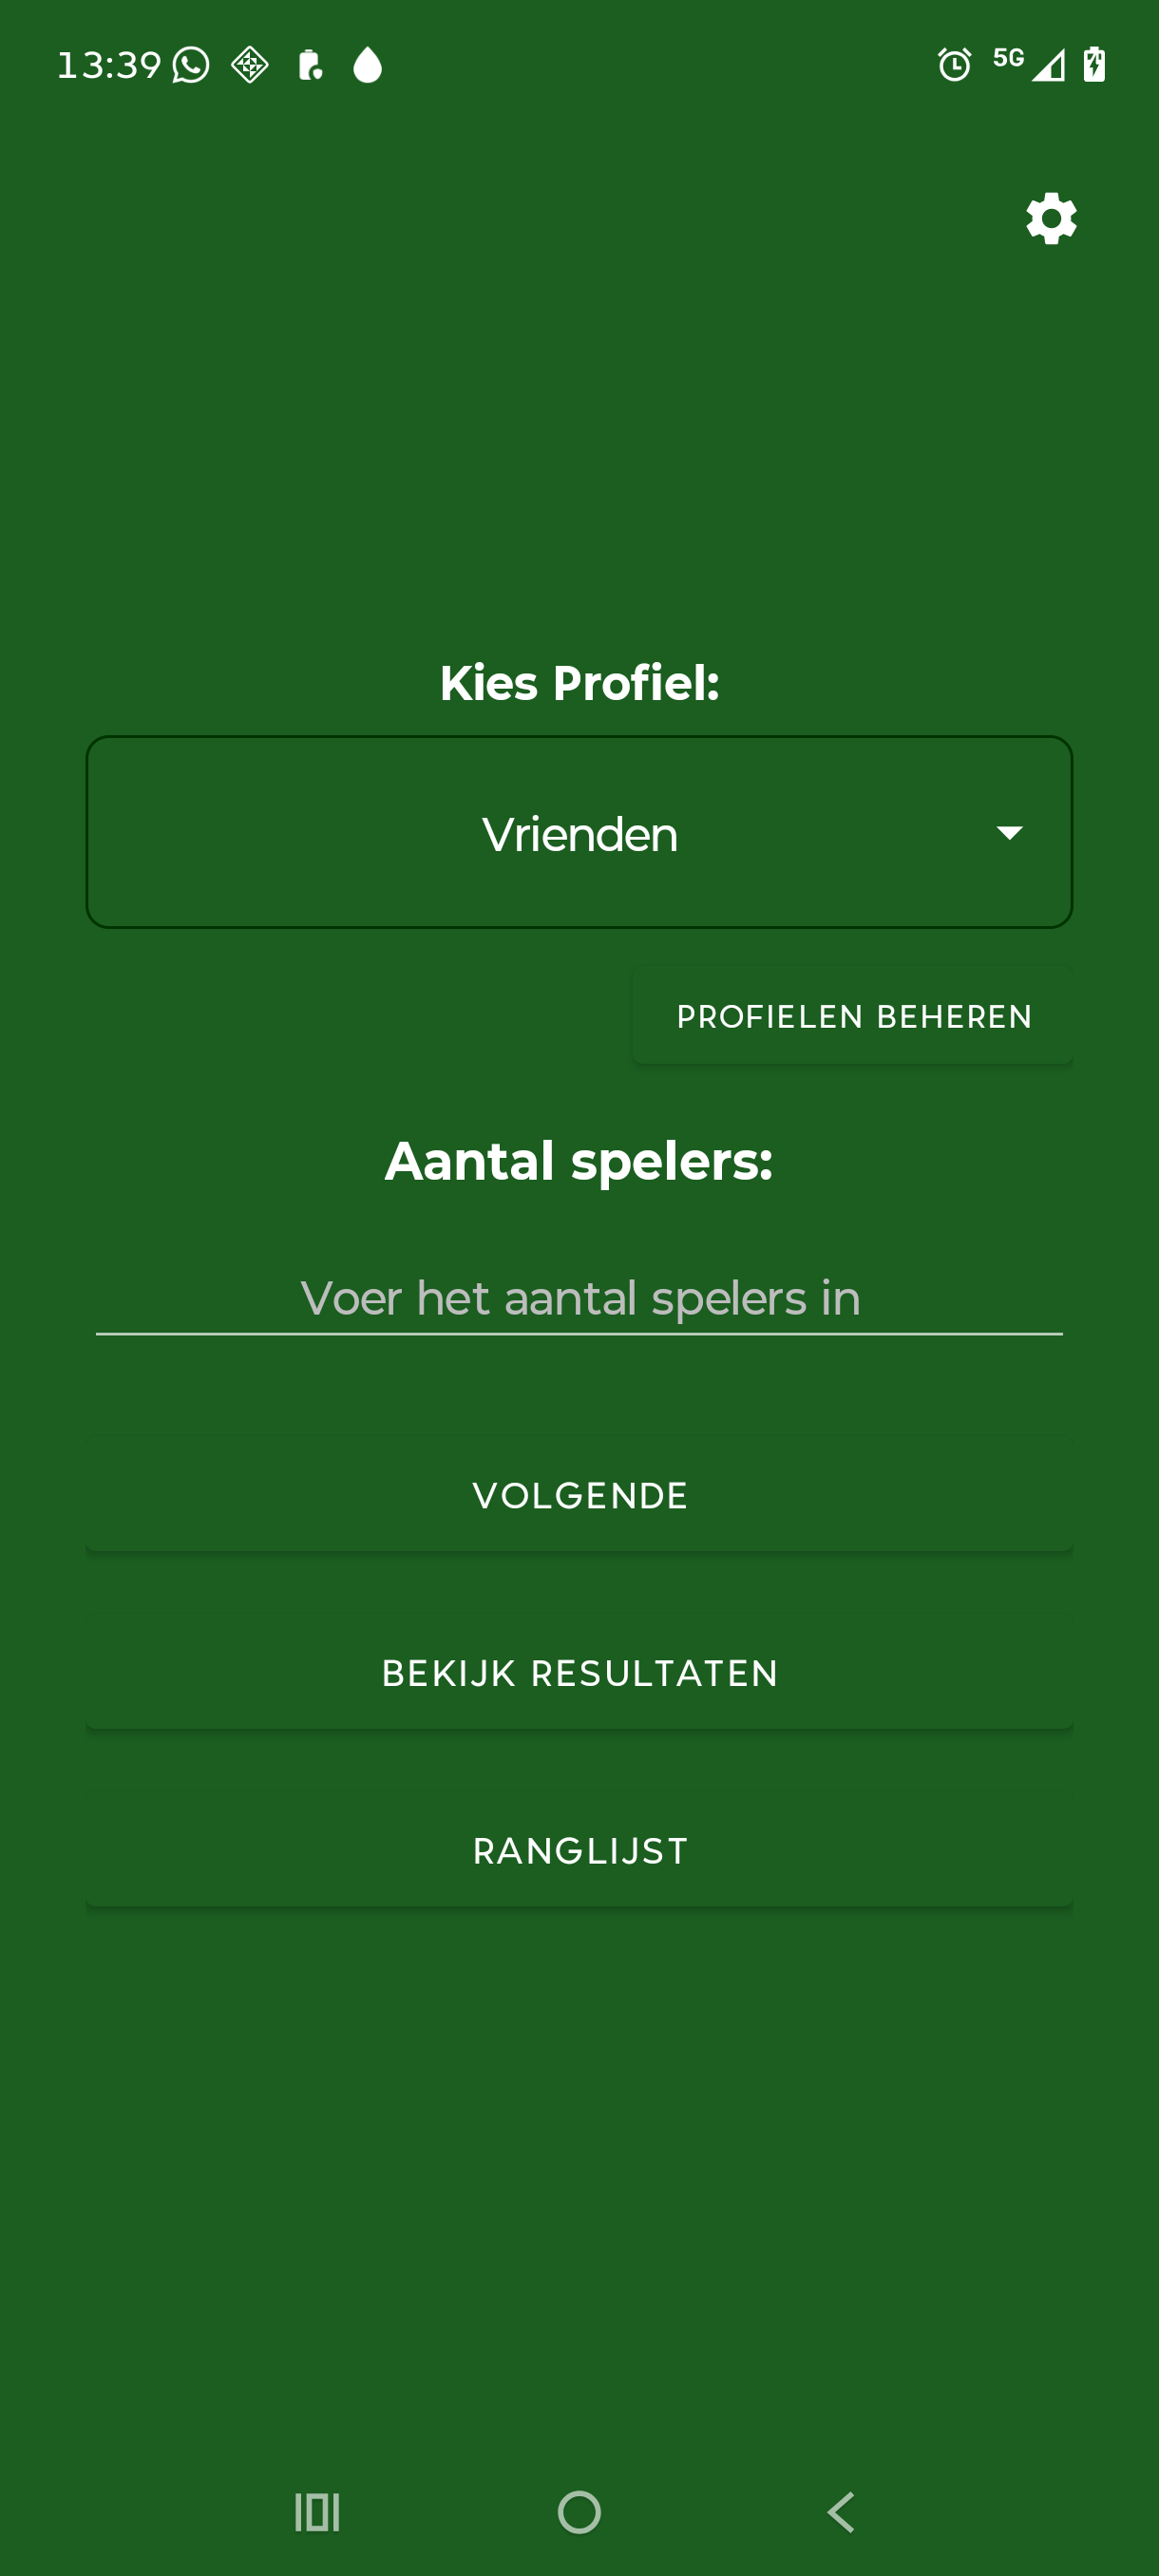 13:39
5G
Kies Profiel:
Vrienden
PROFIELEN BEHEREN
Aantal spelers:
Voer het aantal spelers in
VOLGENDE
BEKIJK RESULTATEN
RANGLIJST